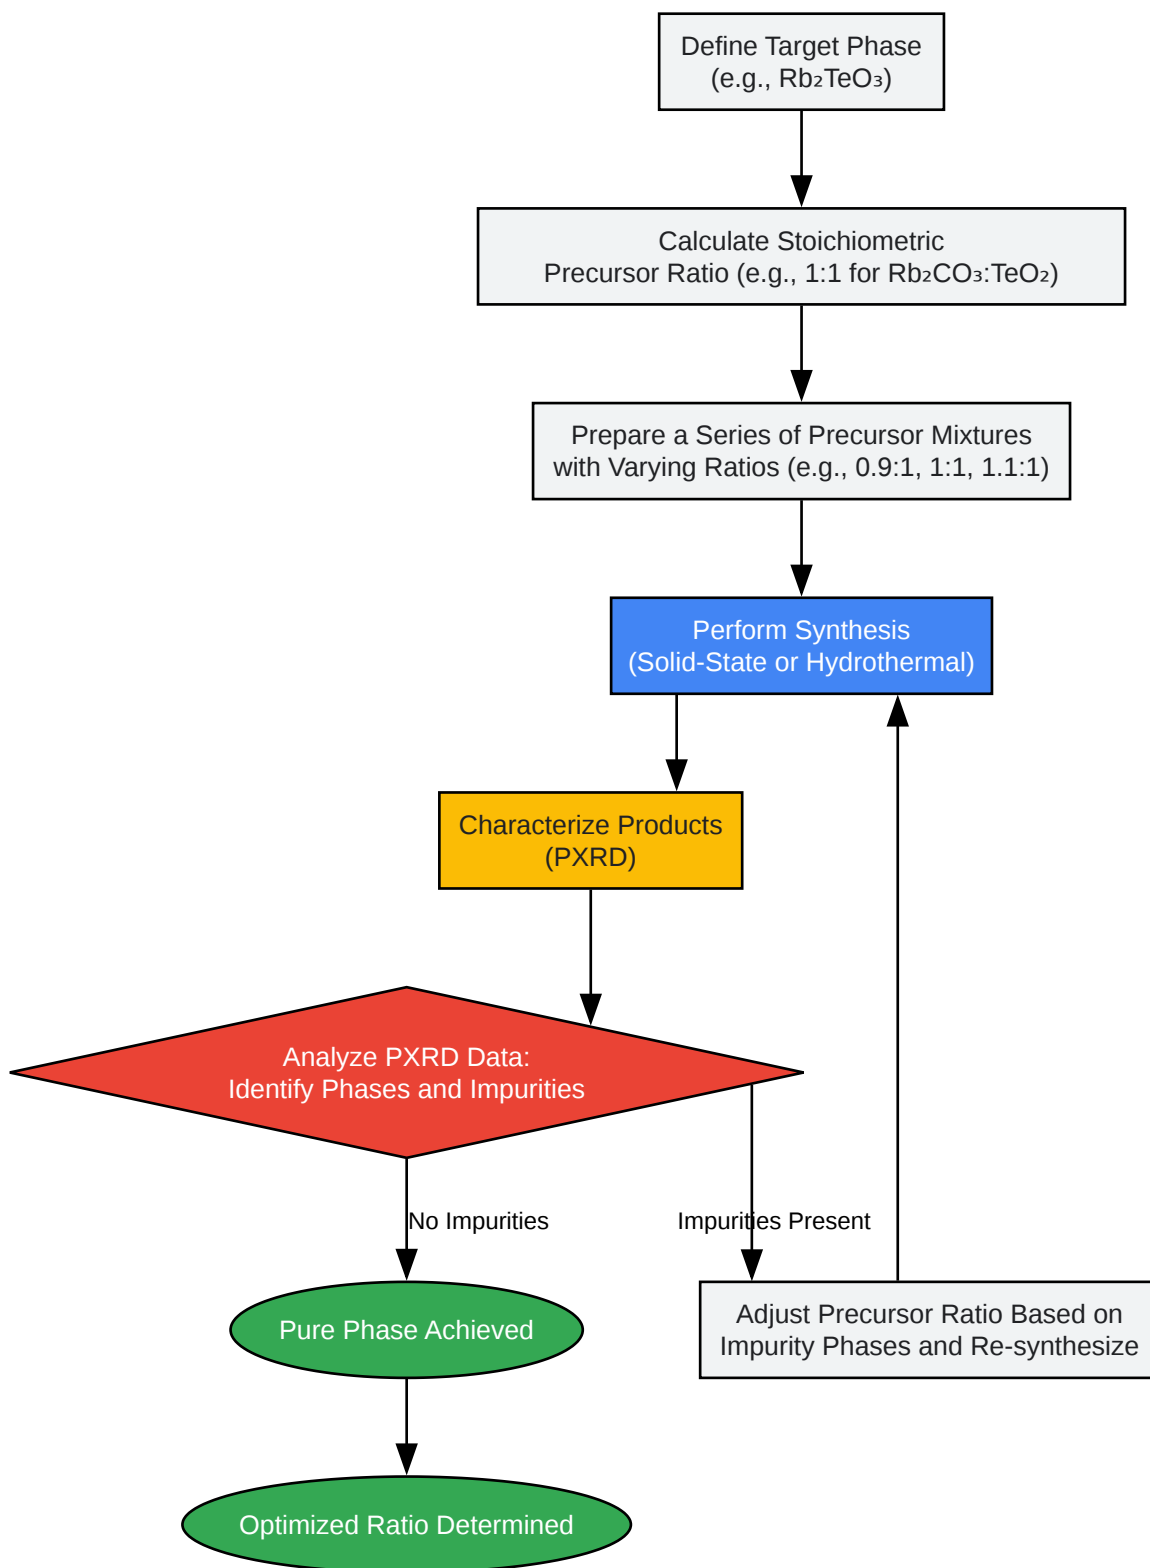 Define Target Phase
(e.g., Rb₂TeO₃)
Calculate Stoichiometric
Precursor Ratio (e.g., 1:1 for Rb₂CO₃:TeO₂)
Prepare a Series of Precursor Mixtures
with Varying Ratios (e.g., 0.9:1, 1:1, 1.1:1)
Perform Synthesis
(Solid-State or Hydrothermal)
Characterize Products
(PXRD)
Analyze PXRD Data:
Identify Phases and Impurities
No Impurities
Impurities Present
Pure Phase Achieved
Adjust Precursor Ratio Based on
Impurity Phases and Re-synthesize
Optimized Ratio Determined